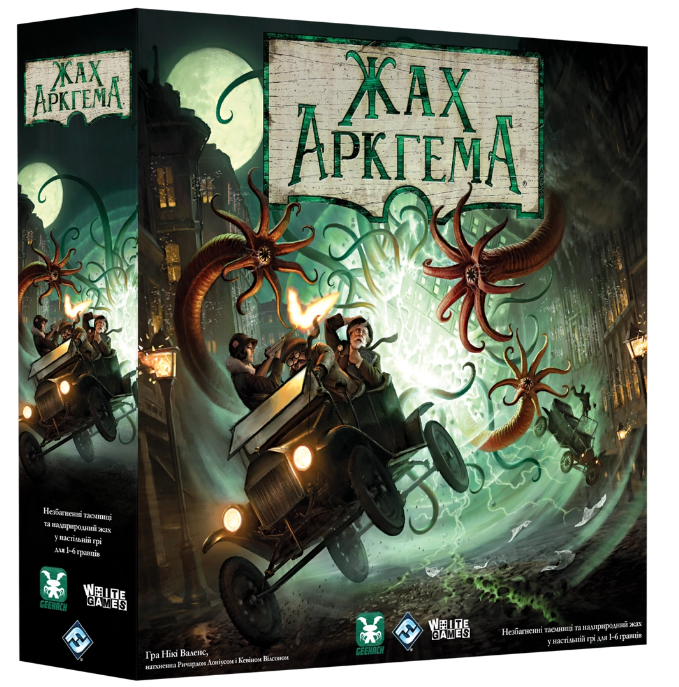 ЖАХ
АРКГЕМА
Незбагненні таємниці
та надприродний жах
у настільній грі
для 1-6 гравців
GEEKACH
WHITE
GAMES
ЖАХ
АРКГЕМА®
Гра Нікі Валенс,
натхненна Ричардом Лоніусом і Кевіном Вілсоном
GEEKACH
WHITE
GAMES
Незбагненні таємниці та надприродний жах
у настільній грі для 1-6 гравців